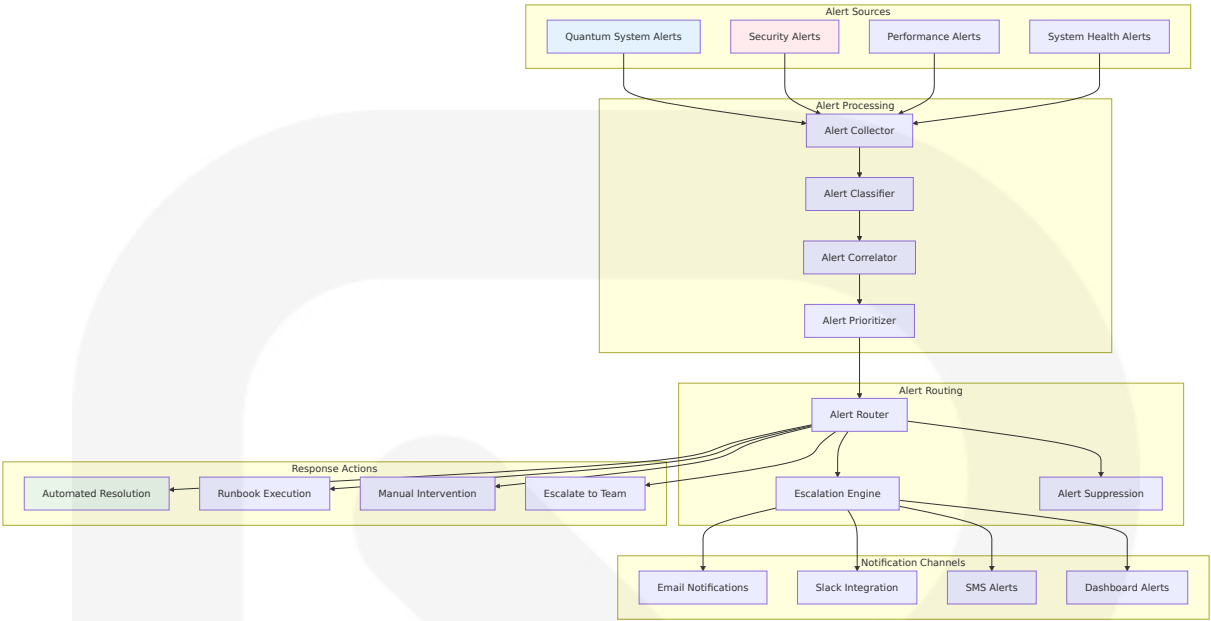 Alert Sources
Quantum System Alerts
Security Alerts
Performance Alerts
System Health Alerts
Alert Processing
Alert Collector
Alert Classifier
Alert Correlator
Alert Prioritizer
Alert Routing
Alert Router
Response Actions
Automated Resolution
Runbook Execution
Manual Intervention
Escalate to Team
Escalation Engine
Alert Suppression
Notification Channels
Email Notifications
Slack Integration
SMS Alerts
Dashboard Alerts